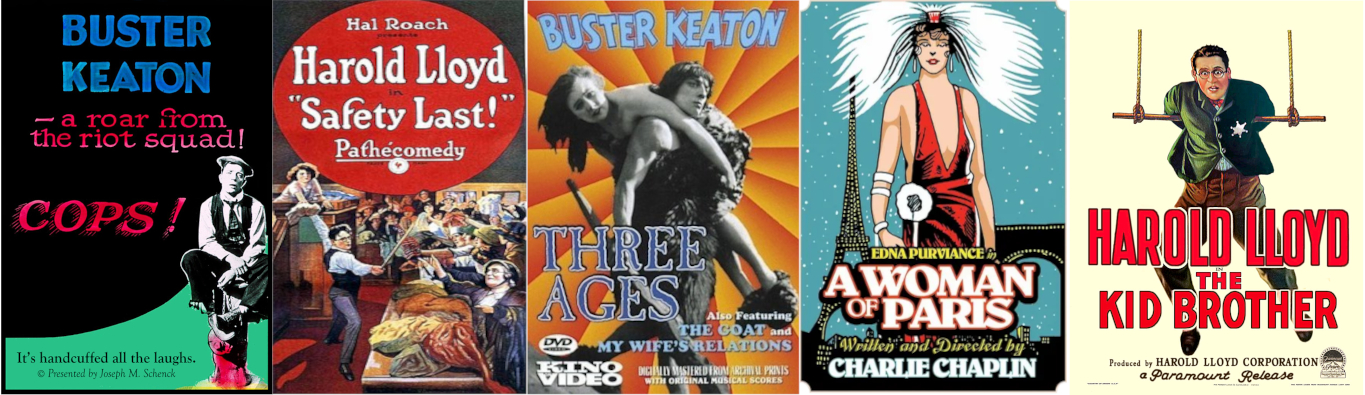 BUSTER
KEATON
– a roar from
the riot squad!
COPS!
It's handcuffed all the laughs.
© Presented by Joseph M. Schenck
Hal Roach
presents
Harold Lloyd
in
"Safety Last!"
Pathécomedy
BUSTER KEATON
THREE
AGES
Also Featuring
THE GOAT and
MY WIFE'S RELATIONS
DVD
VIDEO
KINO
VIDEO
DIGITALLY MASTERED FROM ARCHIVAL PRINTS
WITH ORIGINAL MUSICAL SCORES
EDNA PURVIANCE in
A WOMAN
OF PARIS
Written and Directed by
CHARLIE CHAPLIN
HAROLD LLOYD
IN
THE
KID BROTHER
Produced by HAROLD LLOYD CORPORATION
a Paramount Release